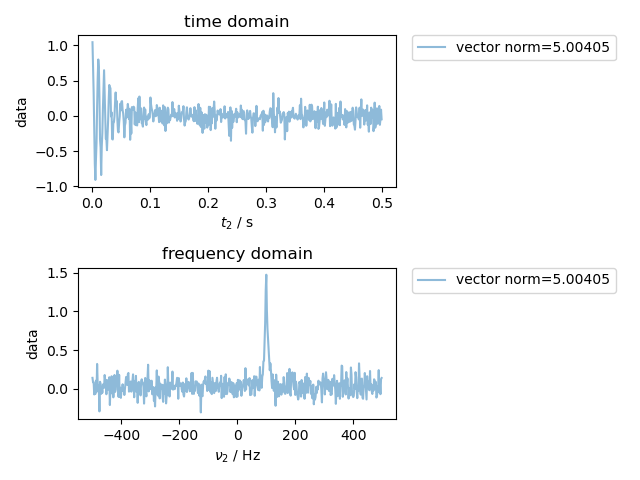 time domain
1.0
0.5
0.0
−0.5
−1.0
data
0.0 0.1 0.2 0.3 0.4 0.5
t₂ / s
vector norm=5.00405
frequency domain
1.5
1.0
0.5
0.0
data
−400 −200 0 200 400
ν₂ / Hz
vector norm=5.00405